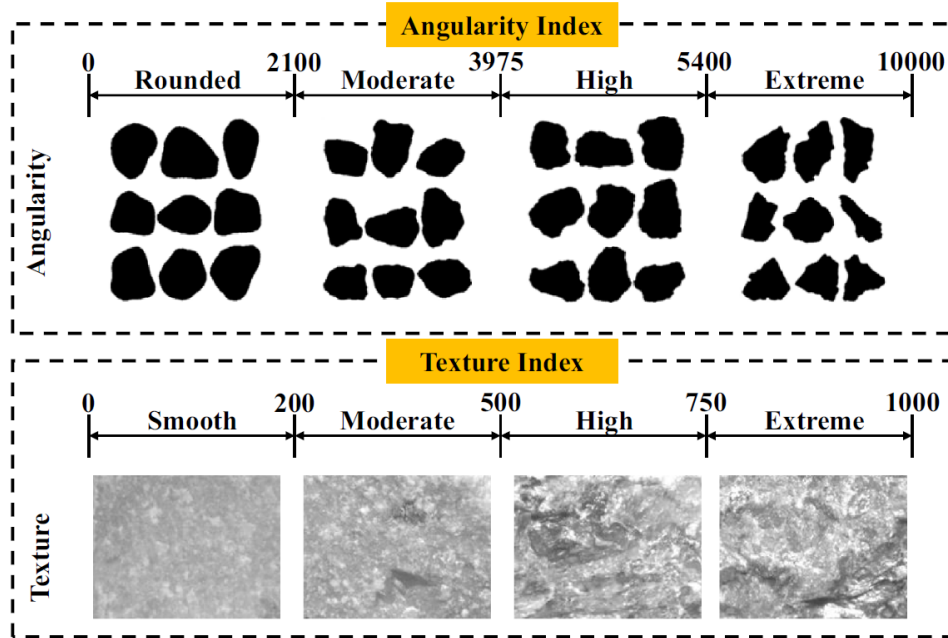 Angularity Index
0 2100 3975 5400 10000
Rounded Moderate High Extreme
Angularity
Texture Index
0 200 500 750 1000
Smooth Moderate High Extreme
Texture